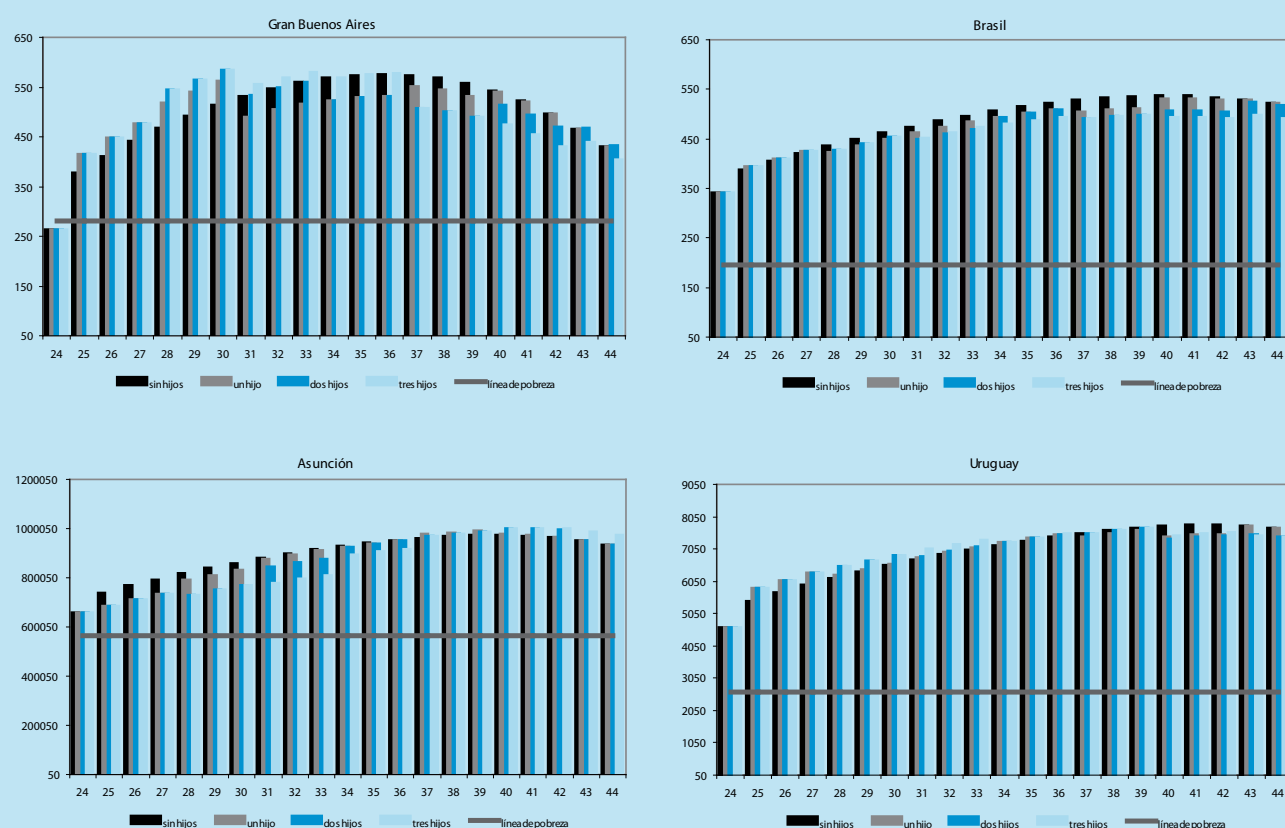 Gran Buenos Aires
650
550
450
350
250
150
50
24 25 26 27 28 29 30 31 32 33 34 35 36 37 38 39 40 41 42 43 44
sin hijos un hijo dos hijos tres hijos línea de pobreza
Brasil
650
550
450
350
250
150
50
24 25 26 27 28 29 30 31 32 33 34 35 36 37 38 39 40 41 42 43 44
sin hijos un hijo dos hijos tres hijos línea de pobreza
Asunción
1200050
1000050
800050
600050
400050
200050
50
24 25 26 27 28 29 30 31 32 33 34 35 36 37 38 39 40 41 42 43 44
sin hijos un hijo dos hijos tres hijos línea de pobreza
Uruguay
9050
8050
7050
6050
5050
4050
3050
2050
1050
50
24 25 26 27 28 29 30 31 32 33 34 35 36 37 38 39 40 41 42 43 44
sin hijos un hijo dos hijos tres hijos línea de pobreza